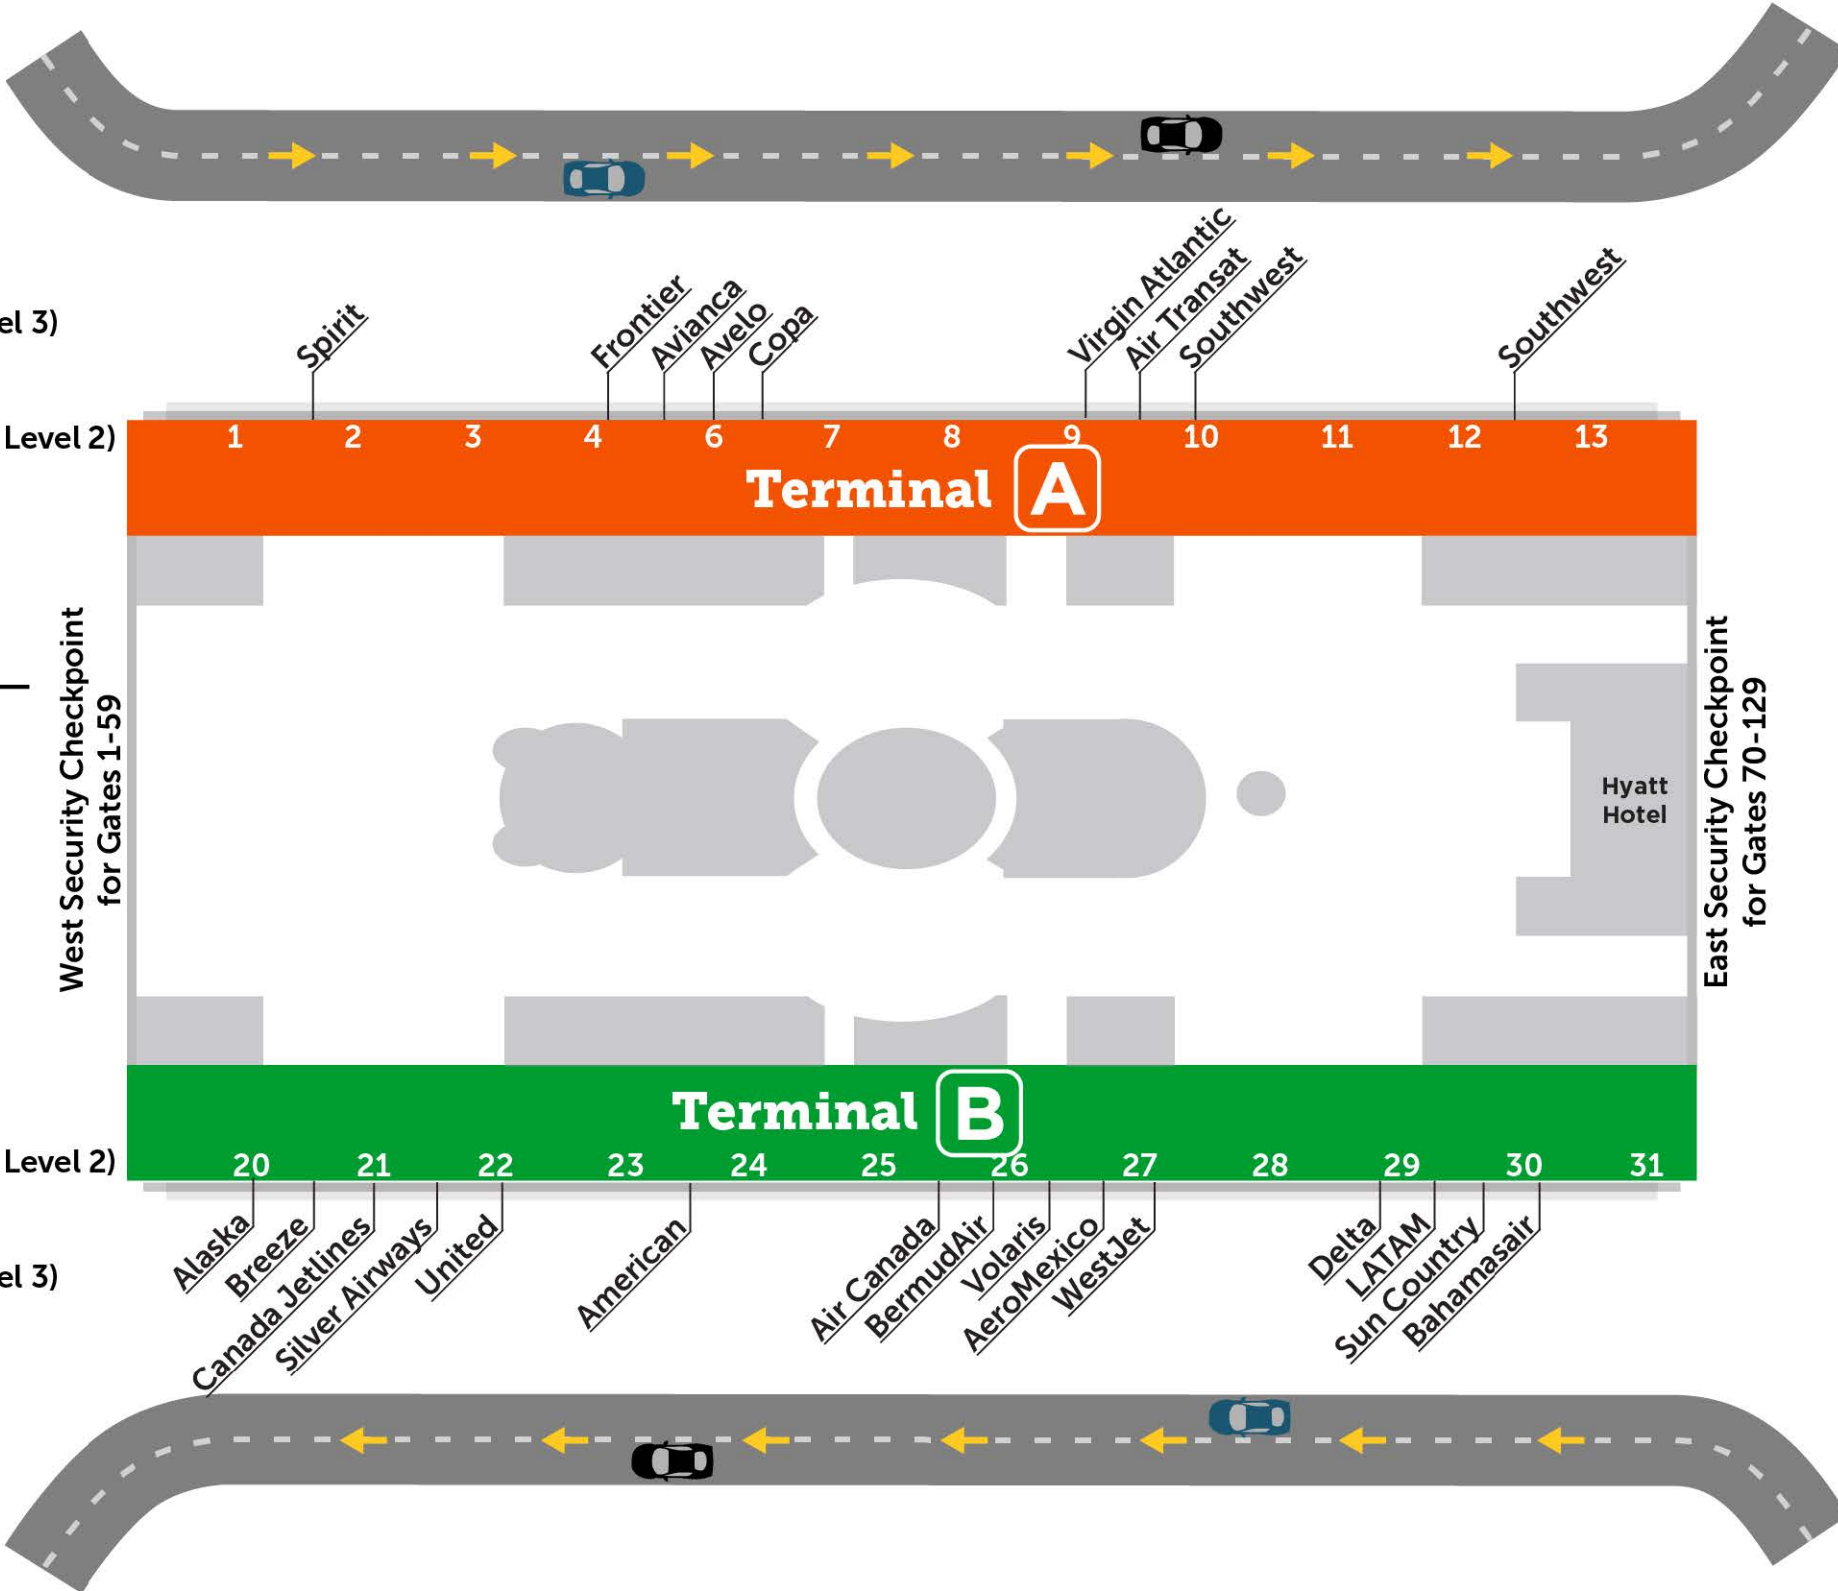 Virgin Atlantic
Air Transat
Southwest
Southwest
Spirit
Frontier
Avianca
Avelo
Copa
el 3)
Level 2)
1 2 3 4 6 7 8 9 10 11 12 13
Terminal A
West Security Checkpoint
for Gates 1-59
East Security Checkpoint
for Gates 70-129
Hyatt
Hotel
Terminal B
Level 2)
20 21 22 23 24 25 26 27 28 29 30 31
el 3)
Alaska
Breeze
Canada Jetlines
Silver Airways
United
American
Air Canada
BermudAir
Volaris
AeroMexico
WestJet
Delta
LATAM
Sun Country
Bahamasair